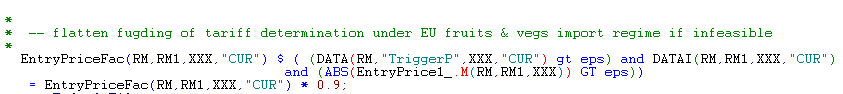 *
*   -- flatten fugding of tariff determination under EU fruits & vegs import regime if infeasible
*
EntryPriceFac(RM,RM1,XXX,"CUR") $ ( (DATA(RM,"TriggerP",XXX,"CUR") gt eps) and DATAI(RM,RM1,XXX,"CUR")
and (ABS(EntryPrice1_.M(RM,RM1,XXX)) GT eps))
= EntryPriceFac(RM,RM1,XXX,"CUR") * 0.9;